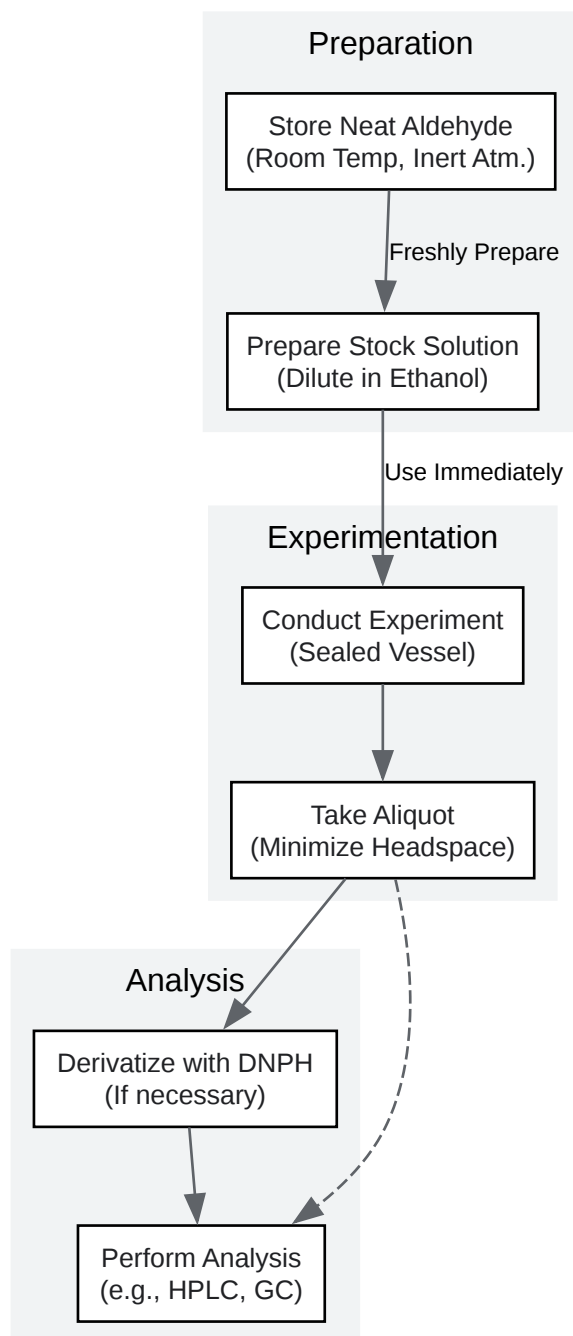 Preparation
Store Neat Aldehyde
(Room Temp, Inert Atm.)
Freshly Prepare
Prepare Stock Solution
(Dilute in Ethanol)
Use Immediately
Experimentation
Conduct Experiment
(Sealed Vessel)
Take Aliquot
(Minimize Headspace)
Analysis
Derivatize with DNPH
(If necessary)
Perform Analysis
(e.g., HPLC, GC)